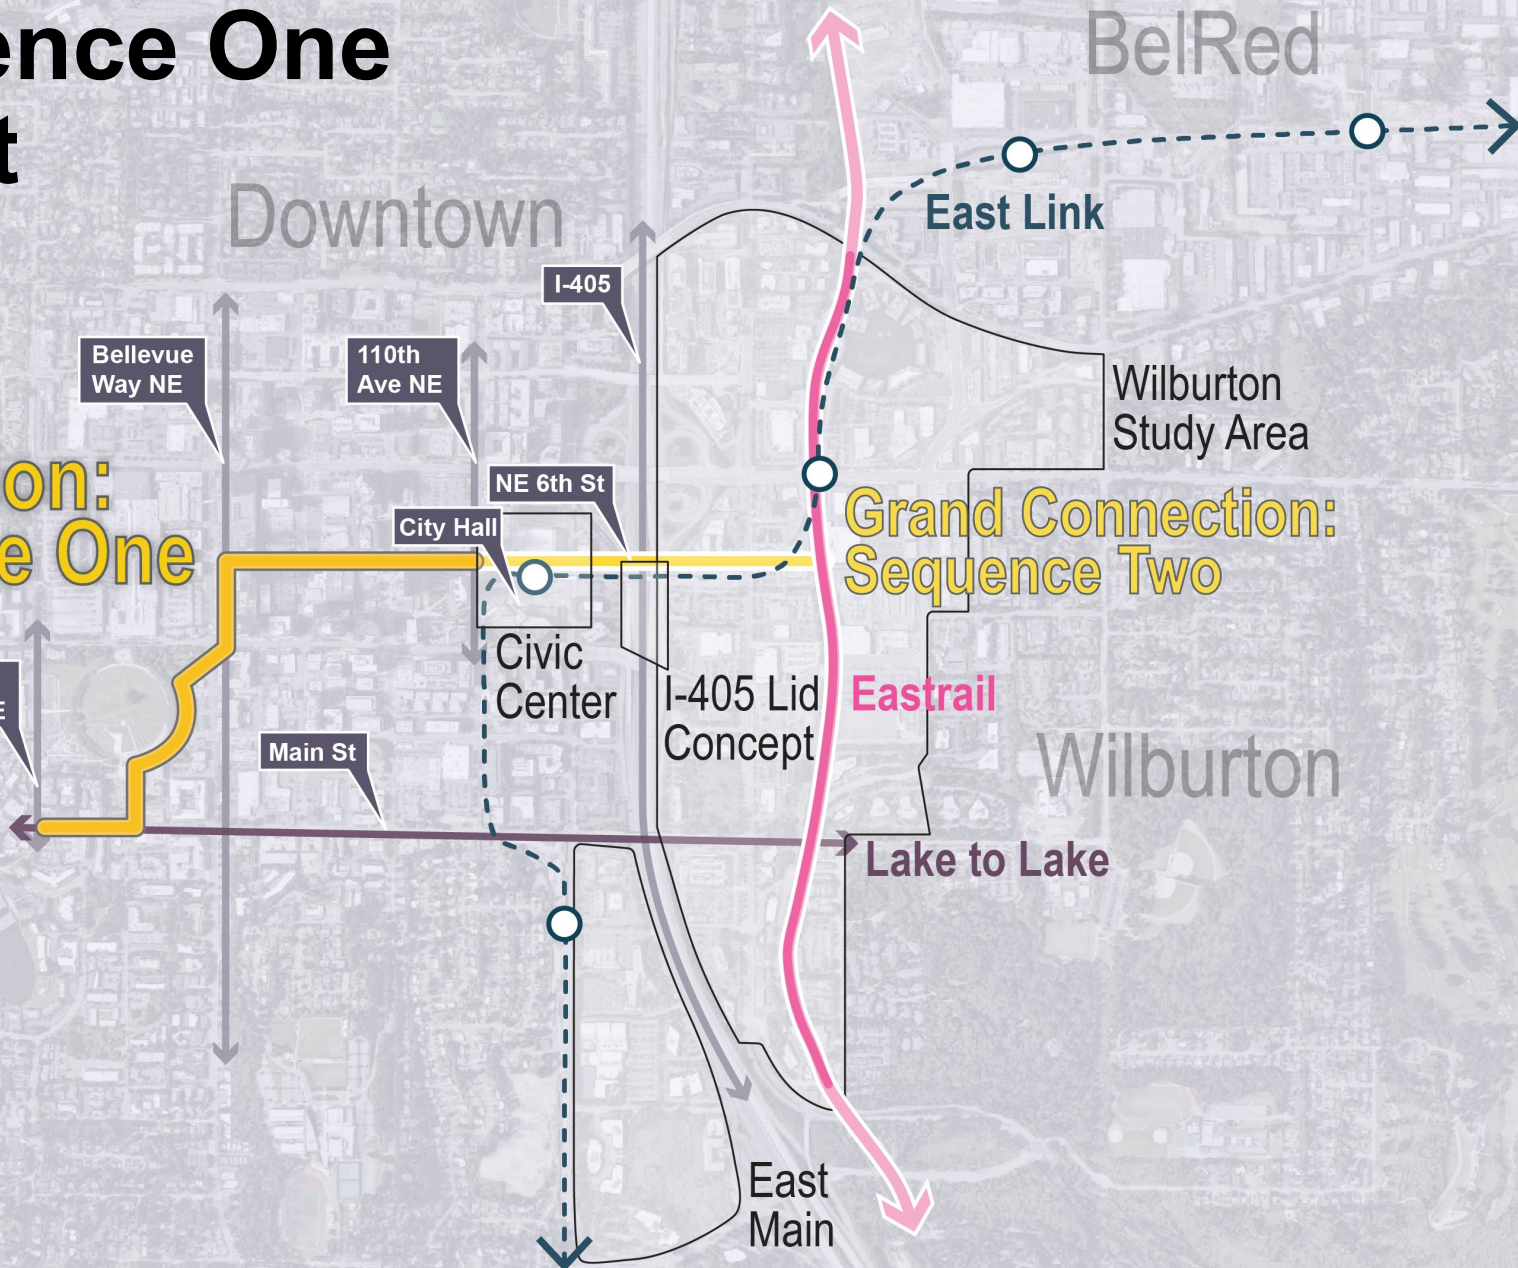 ence One
t
BelRed
Downtown
East Link
I-405
Bellevue
Way NE
110th
Ave NE
Wilburton
Study Area
on:
e One
NE 6th St
City Hall
Grand Connection:
Sequence Two
Civic
Center
E
I-405 Lid
Concept
Eastrail
Main St
Wilburton
Lake to Lake
East
Main